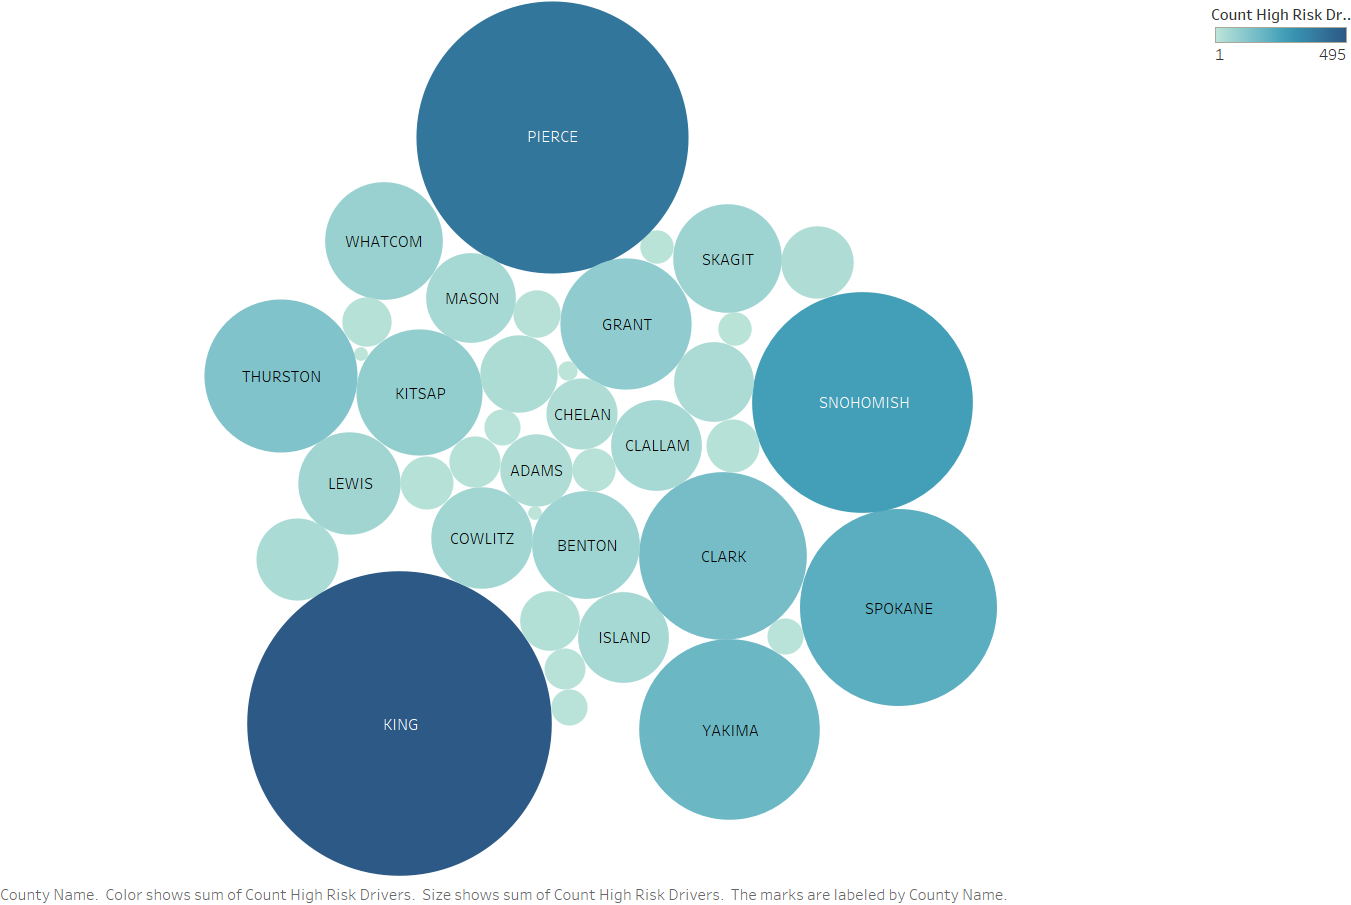 Count High Risk Dr..
1 495
PIERCE
WHATCOM
SKAGIT
MASON
GRANT
THURSTON
KITSAP
SNOHOMISH
CHELAN
CLALLAM
ADAMS
LEWIS
COWLITZ
BENTON
CLARK
SPOKANE
ISLAND
KING
YAKIMA
County Name.  Color shows sum of Count High Risk Drivers.  Size shows sum of Count High Risk Drivers.  The marks are labeled by County Name.